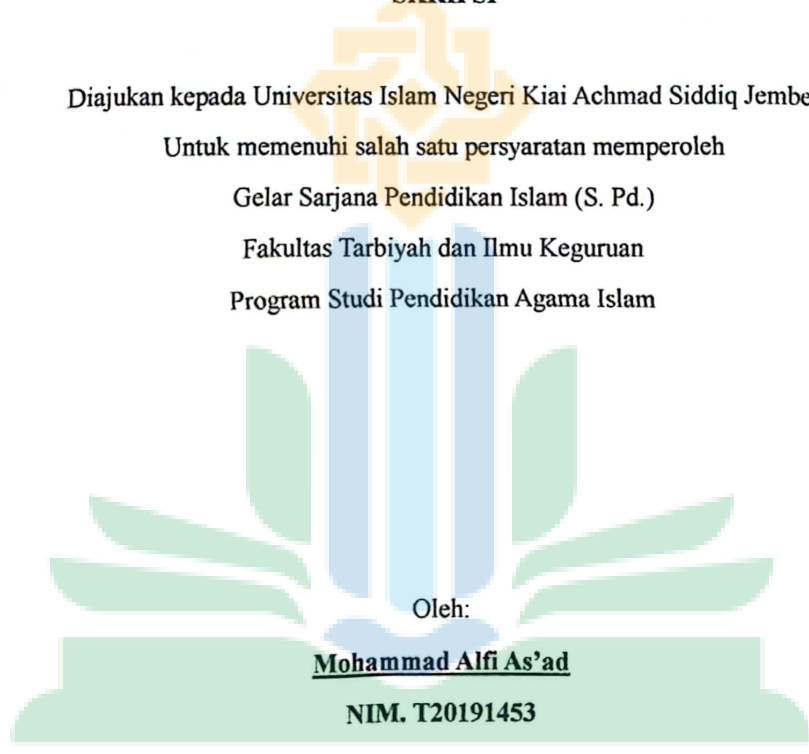 Diajukan kepada Universitas Islam Negeri Kiai Achmad Siddiq Jembe
Untuk memenuhi salah satu persyaratan memperoleh
Gelar Sarjana Pendidikan Islam (S. Pd.)
Fakultas Tarbiyah dan Ilmu Keguruan
Program Studi Pendidikan Agama Islam
Oleh:
Mohammad Alfi As’ad
NIM. T20191453